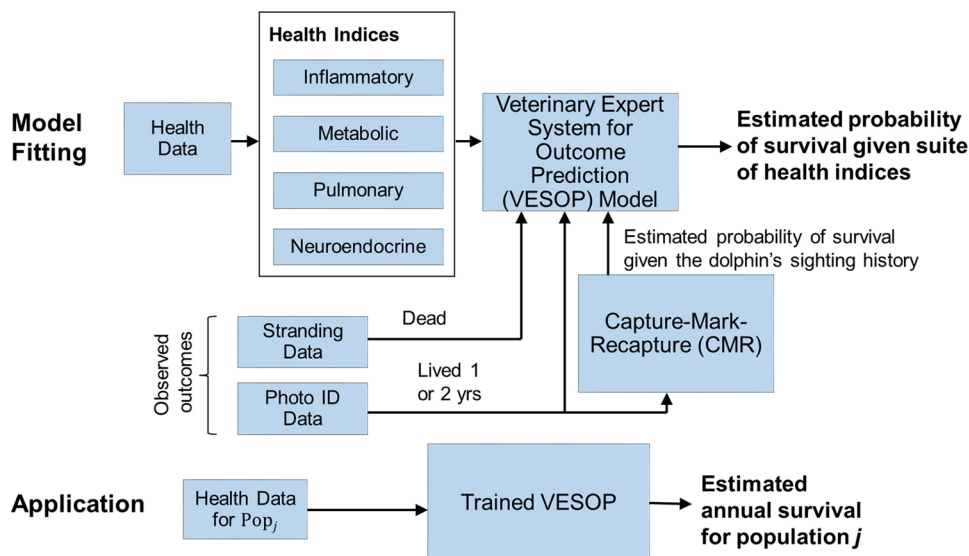 Model
Fitting
Health
Data
Health Indices
Inflammatory
Metabolic
Pulmonary
Neuroendocrine
Veterinary Expert
System for
Outcome
Prediction
(VESOP) Model
Estimated probability
of survival given suite
of health indices
Estimated probability of survival
given the dolphin's sighting history
Capture-Mark-
Recapture (CMR)
Observed
outcomes
Stranding
Data
Dead
Photo ID
Data
Lived 1
or 2 yrs
Application
Health Data
for Popj
Trained VESOP
Estimated
annual survival
for population j